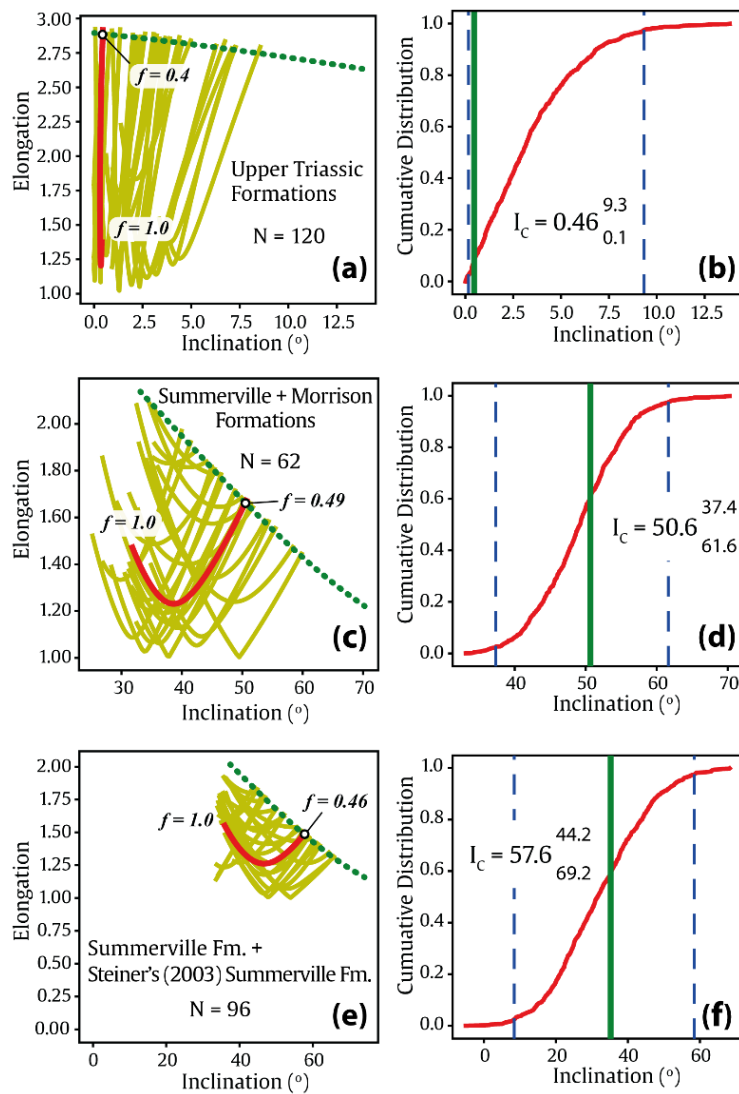 3.00
2.75
2.50
2.25
2.00
1.75
1.50
1.25
1.00
Elongation
f = 0.4
f = 1.0
Upper Triassic
Formations
N = 120
(a)
0.0 2.5 5.0 7.5 10.0 12.5
Inclination (°)
1.0
0.8
0.6
0.4
0.2
0.0
Cumuative Distribution
I_C = 0.46 9.3 0.1
(b)
0.0 2.5 5.0 7.5 10.0 12.5
Inclination (°)
2.00
1.80
1.60
1.40
1.20
1.00
Elongation
Summerville + Morrison
Formations
N = 62
f = 0.49
f = 1.0
(c)
30 40 50 60 70
Inclination (°)
1.0
0.8
0.6
0.4
0.2
0.0
Cumuative Distribution
I_C = 50.6 37.4 61.6
(d)
40 50 60 70
Inclination (°)
2.00
1.75
1.50
1.25
1.00
0.75
0.50
0.25
0.00
Elongation
f = 0.46
f = 1.0
Summerville Fm. +
Steiner's (2003) Summerville Fm.
N = 96
(e)
0 20 40 60
Inclination (°)
1.0
0.8
0.6
0.4
0.2
0.0
Cumuative Distribution
I_C = 57.6 44.2 69.2
(f)
0 20 40 60
Inclination (°)